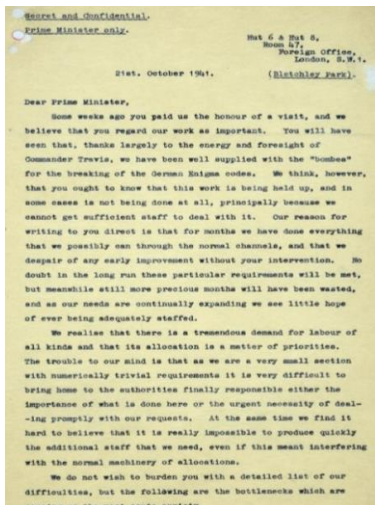 Secret and Confidential.
Prime Minister only.
Hut 6 & Hut 8,
Room 47,
Foreign Office,
London, S.W.1.
21st. October 1941.
(Bletchley Park).
Dear Prime Minister,
Some weeks ago you paid us the honour of a visit, and we
believe that you regard our work as important. You will have
seen that, thanks largely to the energy and foresight of
Commander Travis, we have been well supplied with the "bombes"
for the breaking of the German Enigma codes. We think, however,
that you ought to know that this work is being held up, and in
some cases is not being done at all, principally because we
cannot get sufficient staff to deal with it. Our reason for
writing to you direct is that for months we have done everything
that we possibly can through the normal channels, and that we
despair of any early improvement without your intervention. No
doubt in the long run these particular requirements will be met,
but meanwhile still more precious months will have been wasted,
and as our needs are continually expanding we see little hope
of ever being adequately staffed.
We realise that there is a tremendous demand for labour of
all kinds and that its allocation is a matter of priorities.
The trouble to our mind is that as we are a very small section
with numerically trivial requirements it is very difficult to
bring home to the authorities finally responsible either the
importance of what is done here or the urgent necessity of deal-
-ing promptly with our requests. At the same time we find it
hard to believe that it is really impossible to produce quickly
the additional staff that we need, even if this meant interfering
with the normal machinery of allocations.
We do not wish to burden you with a detailed list of our
difficulties, but the following are the bottlenecks which are